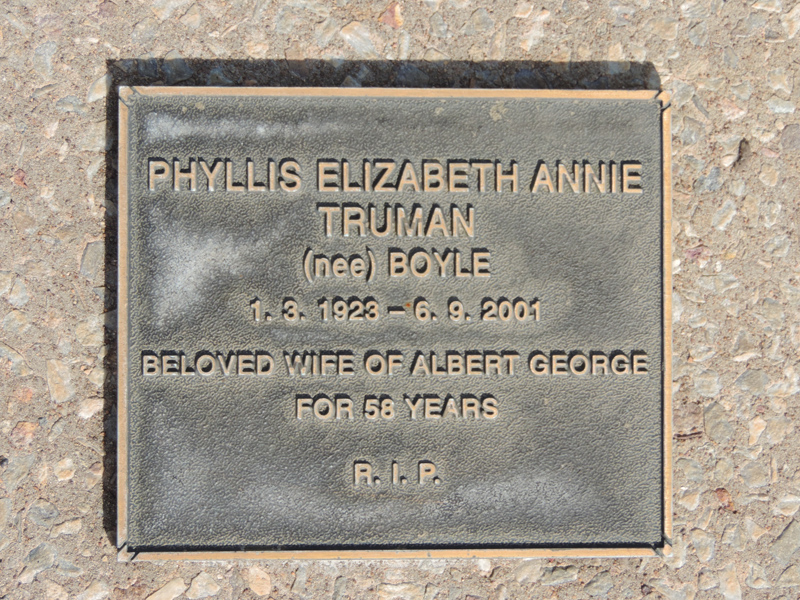 PHYLLIS ELIZABETH ANNIE
TRUMAN
(nee) BOYLE
1. 3. 1923 – 6. 9. 2001
BELOVED WIFE OF ALBERT GEORGE
FOR 58 YEARS
R. I. P.